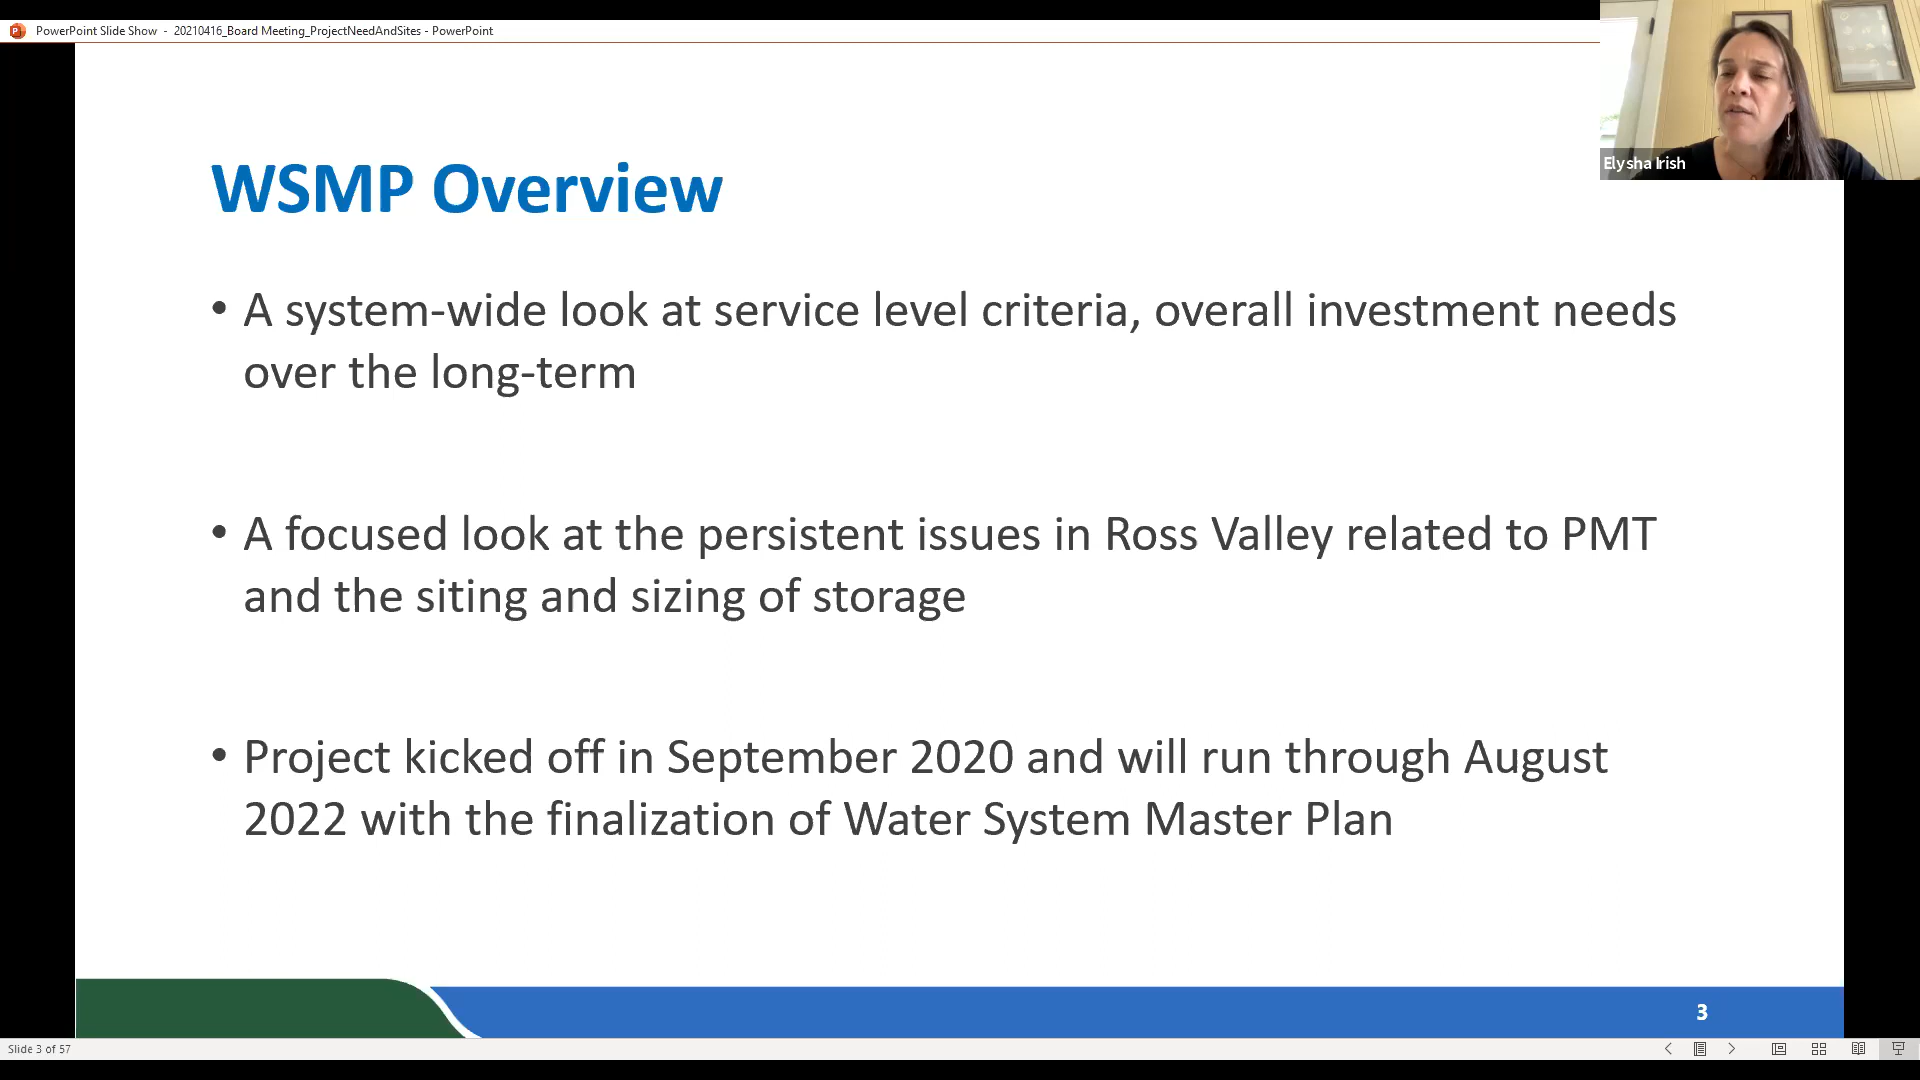 PowerPoint Slide Show - 20210416_Board Meeting_ProjectNeedAndSites - PowerPoint
Elysha Irish
WSMP Overview
• A system-wide look at service level criteria, overall investment needs
over the long-term
• A focused look at the persistent issues in Ross Valley related to PMT
and the siting and sizing of storage
• Project kicked off in September 2020 and will run through August
2022 with the finalization of Water System Master Plan
3
Slide 3 of 57